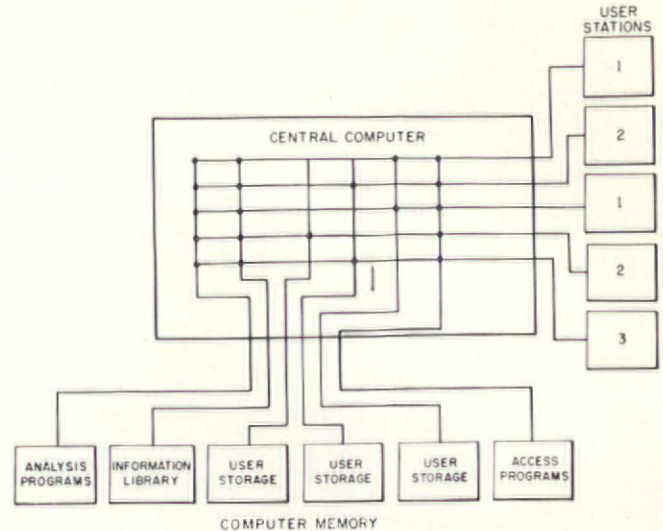 USER
STATIONS
1
CENTRAL COMPUTER
2
1
2
3
ANALYSIS
PROGRAMS
INFORMATION
LIBRARY
USER
STORAGE
USER
STORAGE
USER
STORAGE
ACCESS
PROGRAMS
COMPUTER MEMORY